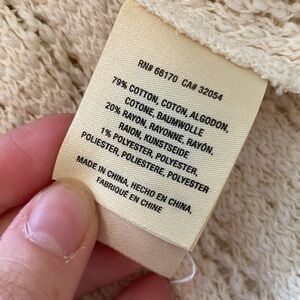 RN# 66170 CA# 32054
79% COTTON, COTON, ALGODON,
COTONE, BAUMWOLLE
20% RAYON, RAYONNE, RAYÓN,
RAION, KUNSTSEIDE
1% POLYESTER, POLYESTER,
POLIESTER, POLIESTERE, POLYESTER
MADE IN CHINA, HECHO EN CHINA,
FABRIQUÉ EN CHINE